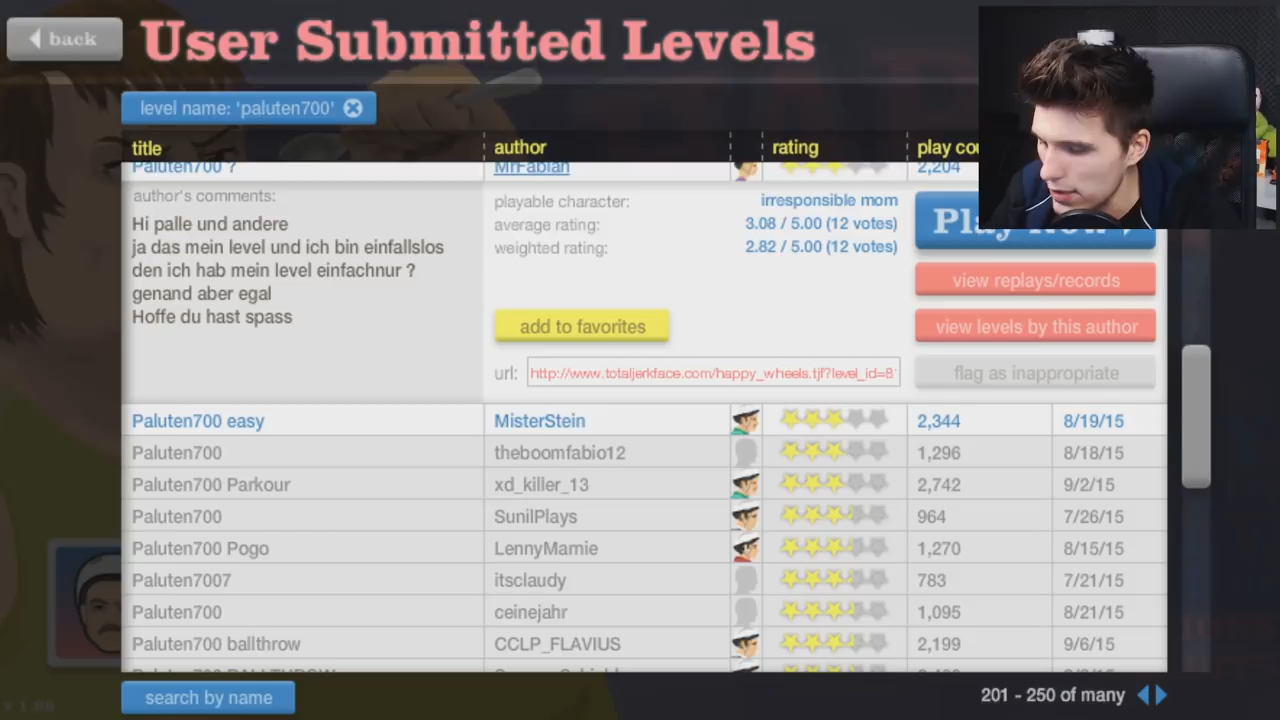 back
User Submitted Levels
level name: 'paluten700'
title author rating play cou
Paluten700 ? MrFabian 2,204
author's comments:
Hi palle und andere
ja das mein level und ich bin einfallslos
den ich hab mein level einfachnur ?
genand aber egal
Hoffe du hast spass
playable character: irresponsible mom
average rating: 3.08 / 5.00 (12 votes)
weighted rating: 2.82 / 5.00 (12 votes)
add to favorites
url: http://www.totaljerkface.com/happy_wheels.tjf?level_id=8
Play Now
view replays/records
view levels by this author
flag as inappropriate
Paluten700 easy MisterStein 2,344 8/19/15
Paluten700 theboomfabio12 1,296 8/18/15
Paluten700 Parkour xd_killer_13 2,742 9/2/15
Paluten700 SunilPlays 964 7/26/15
Paluten700 Pogo LennyMamie 1,270 8/15/15
Paluten7007 itsclaudy 783 7/21/15
Paluten700 ceinejahr 1,095 8/21/15
Paluten700 ballthrow CCLP_FLAVIUS 2,199 9/6/15
search by name
201 - 250 of many